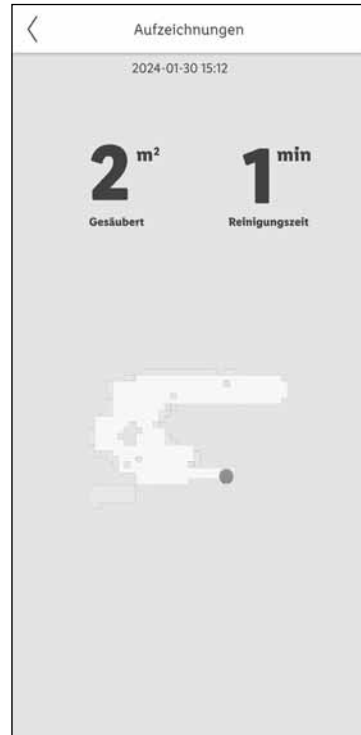 Aufzeichnungen
2024-01-30 15:12
2 m² 1 min
Gesäubert Reinigungszeit